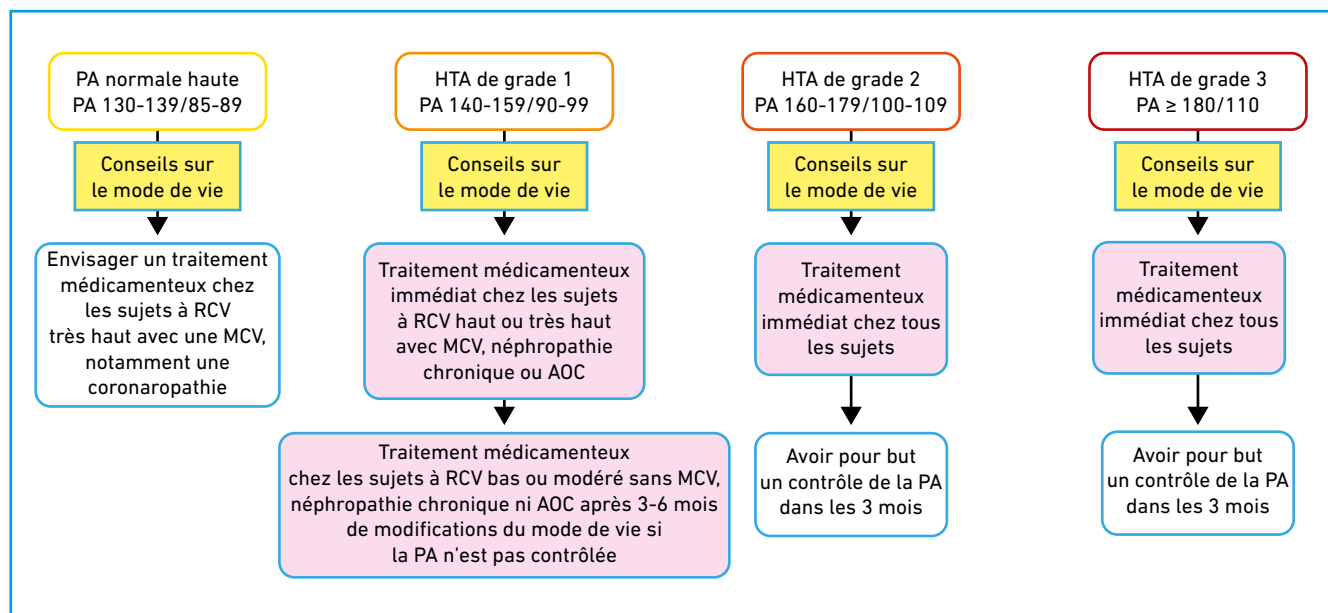 PA normale haute
PA 130-139/85-89
Conseils sur
le mode de vie
Envisager un traitement
médicamenteux chez
les sujets à RCV
très haut avec une MCV,
notamment une
coronaropathie
HTA de grade 1
PA 140-159/90-99
Conseils sur
le mode de vie
Traitement médicamenteux
immédiat chez les sujets
à RCV haut ou très haut
avec MCV, néphropathie
chronique ou AOC
Traitement médicamenteux
chez les sujets à RCV bas ou modéré sans MCV,
néphropathie chronique ni AOC après 3-6 mois
de modifications du mode de vie si
la PA n’est pas contrôlée
HTA de grade 2
PA 160-179/100-109
Conseils sur
le mode de vie
Traitement
médicamenteux
immédiat chez tous
les sujets
Avoir pour but
un contrôle de la PA
dans les 3 mois
HTA de grade 3
PA ≥ 180/110
Conseils sur
le mode de vie
Traitement
médicamenteux
immédiat chez tous
les sujets
Avoir pour but
un contrôle de la PA
dans les 3 mois